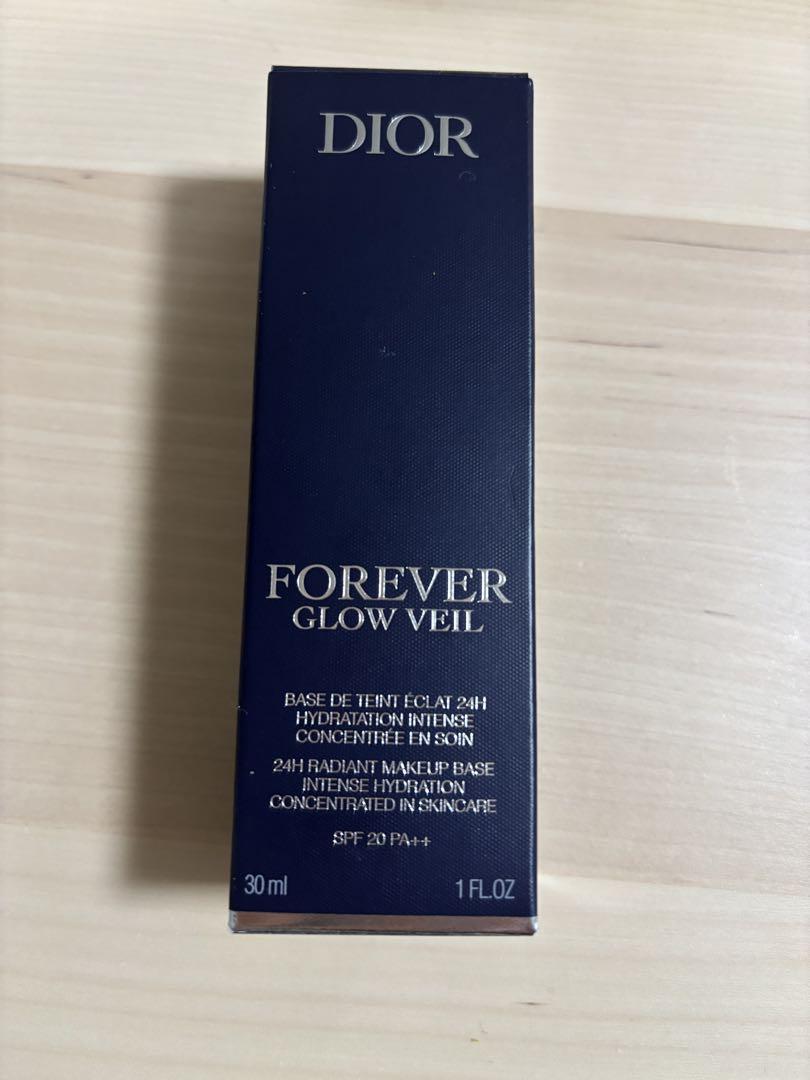 DIOR
FOREVER
GLOW VEIL
BASE DE TEINT ÉCLAT 24H
HYDRATATION INTENSE
CONCENTRÉE EN SOIN
24H RADIANT MAKEUP BASE
INTENSE HYDRATION
CONCENTRATED IN SKINCARE
SPF 20 PA++
30 ml 1 FL.OZ